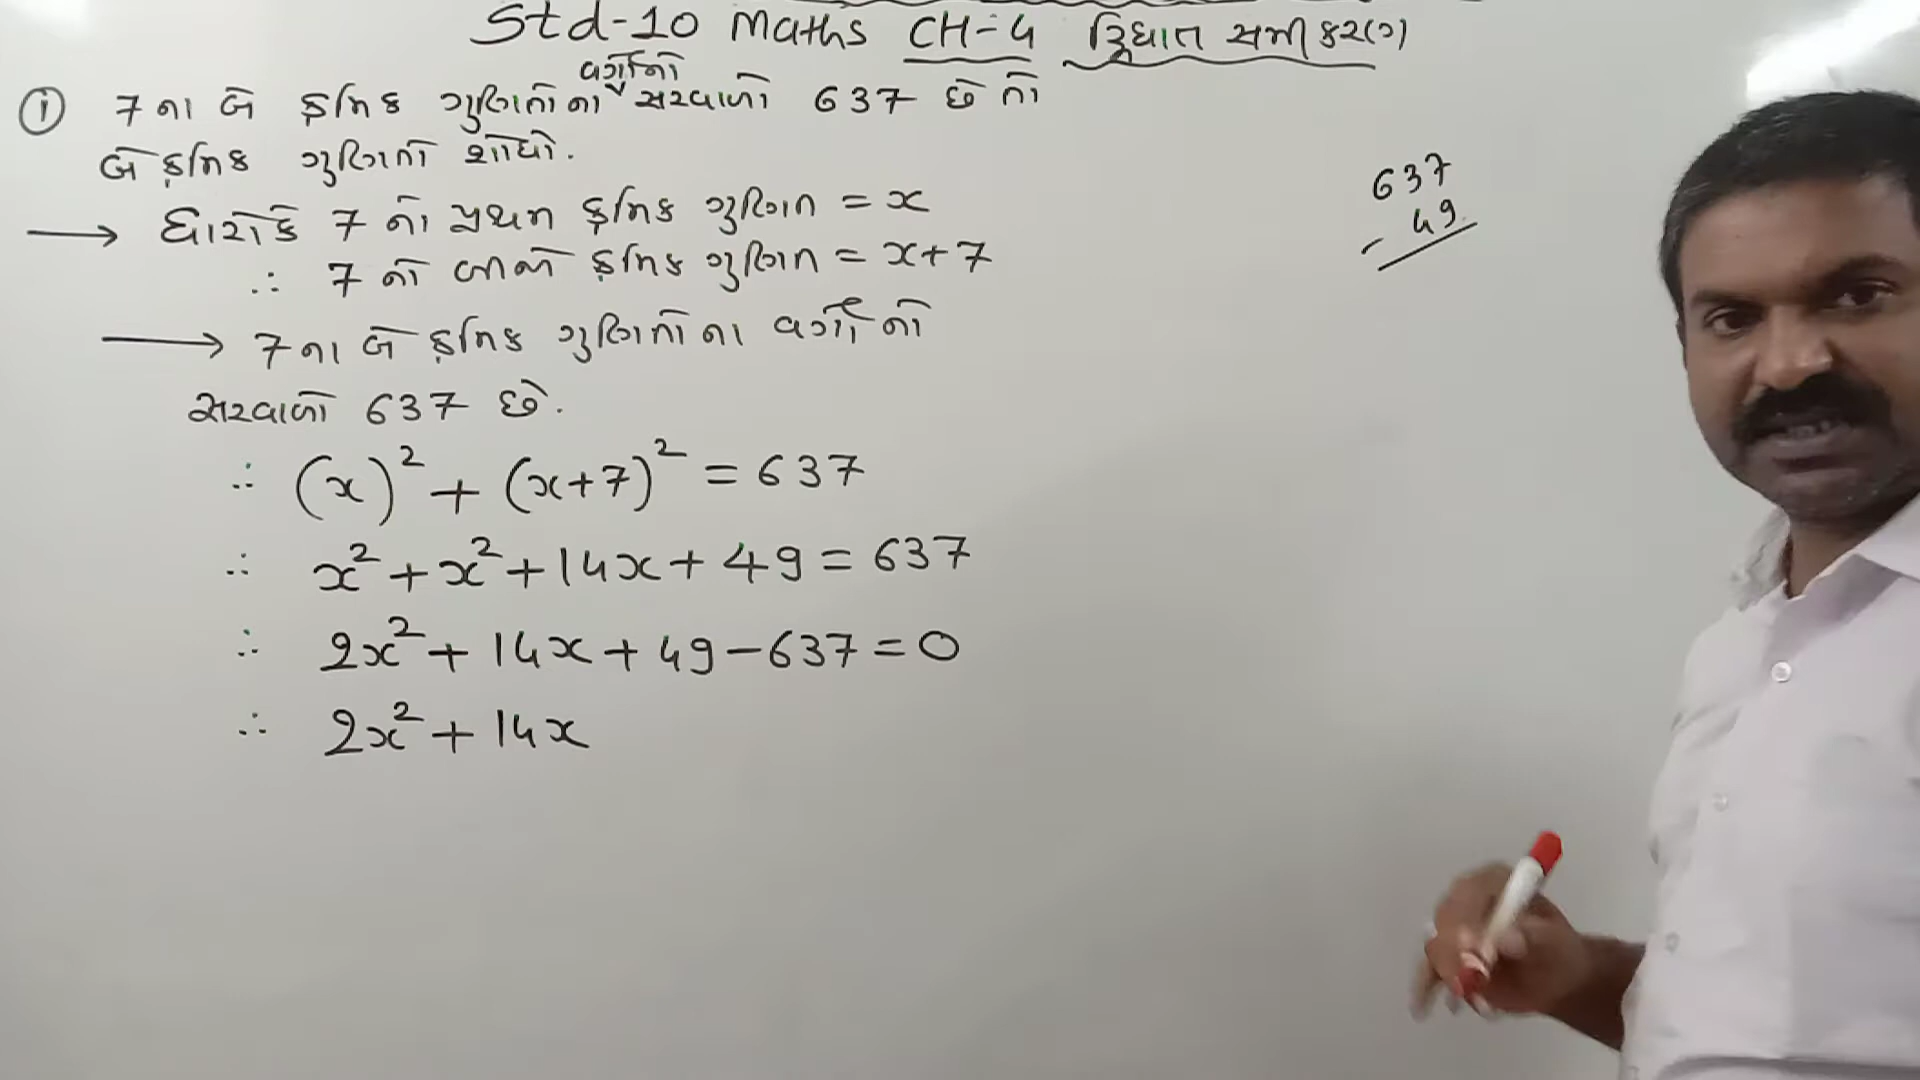 Std-10 Maths CH-4 દ્વિઘાત સમીકરણ
વર્ગોનો
① 7 ના બે ક્રમિક ગુણિતોના સરવાળો 637 છે તો
બે ક્રમિક ગુણિતો શોધો.
→ ધારોકે 7 નો પ્રથમ ક્રમિક ગુણિત = x
∴ 7 નો બીજો ક્રમિક ગુણિત = x+7
→ 7 ના બે ક્રમિક ગુણિતોના વર્ગોનો
સરવાળો 637 છે.
∴ (x)² + (x+7)² = 637
∴ x² + x² + 14x + 49 = 637
∴ 2x² + 14x + 49 - 637 = 0
∴ 2x² + 14x
637
- 49